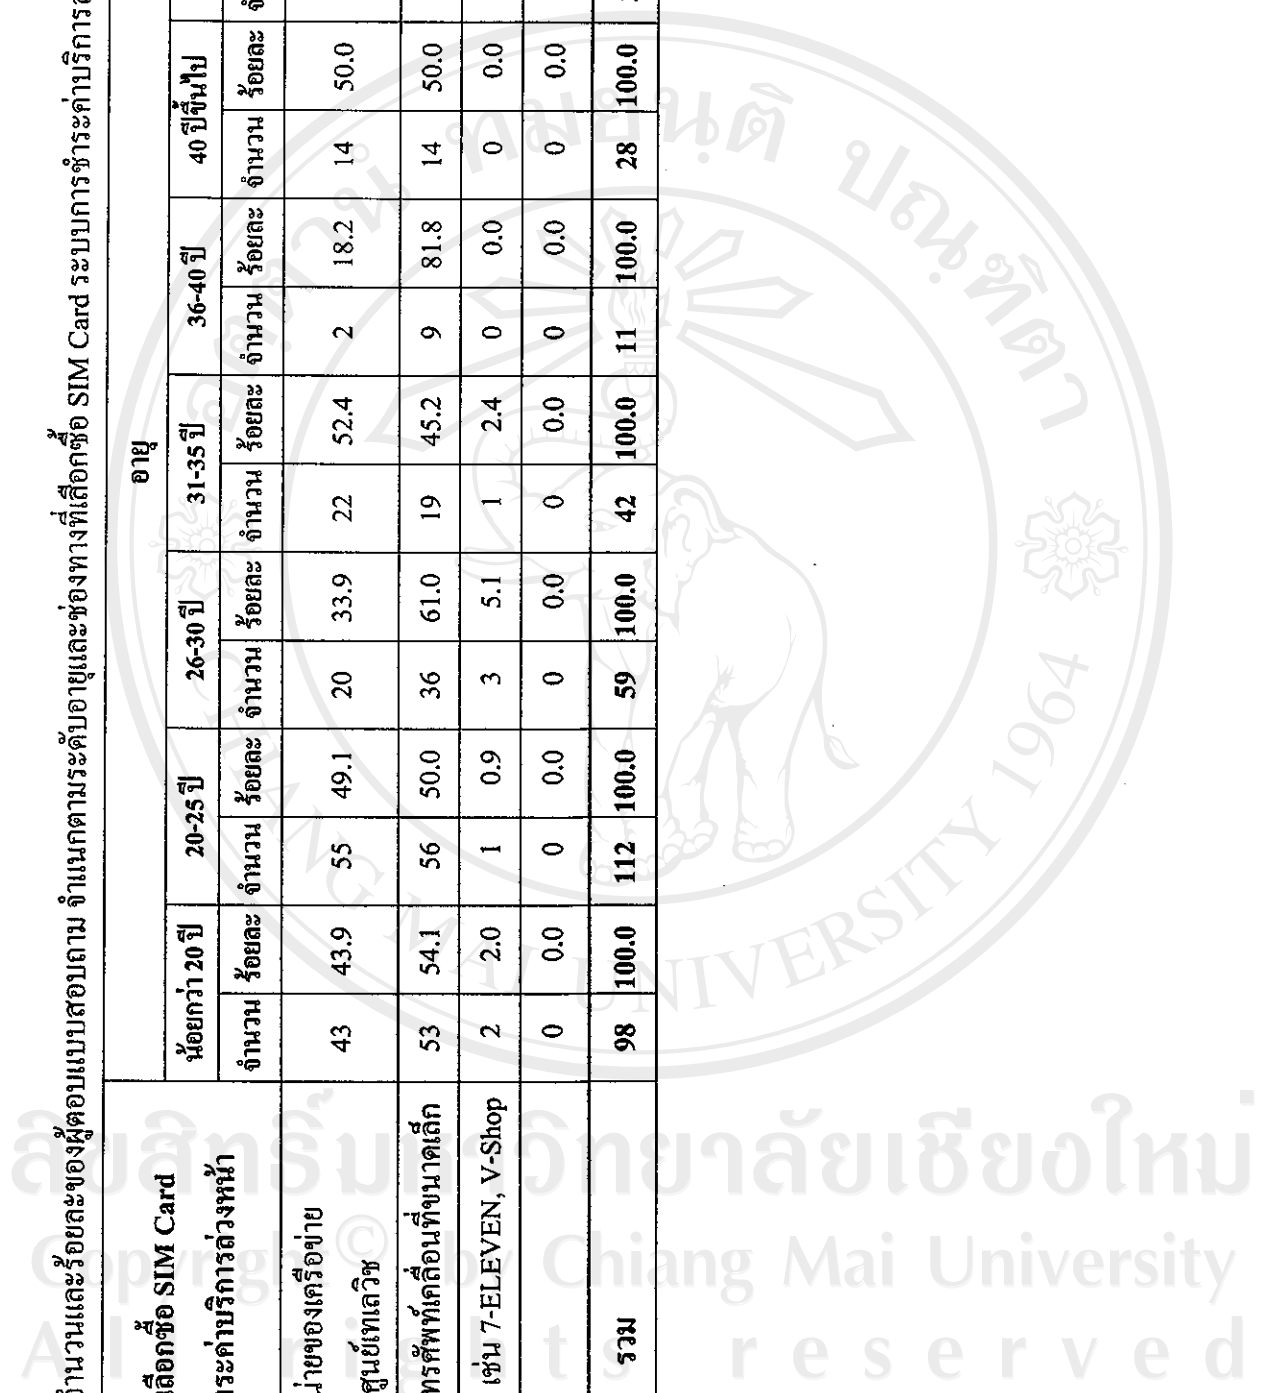 จำนวนและร้อยละของผู้ตอบแบบสอบถาม จำแนกตามระดับอายุและช่องทางที่เลือกซื้อ SIM Card ระบบการชำระค่าบริการ
อายุ
เลือกซื้อ SIM Card น้อยกว่า 20 ปี 20-25 ปี 26-30 ปี 31-35 ปี 36-40 ปี 40 ปีขึ้นไป
ระค่าบริการล่วงหน้า จำนวน ร้อยละ จำนวน ร้อยละ จำนวน ร้อยละ จำนวน ร้อยละ จำนวน ร้อยละ จำนวน ร้อยละ
น่ายของเครือข่าย
ศูนย์เทเลวิซ 43 43.9 55 49.1 20 33.9 22 52.4 2 18.2 14 50.0
ทรศัพท์เคลื่อนที่ขนาดเล็ก 53 54.1 56 50.0 36 61.0 19 45.2 9 81.8 14 50.0
เช่น 7-ELEVEN, V-Shop 2 2.0 1 0.9 3 5.1 1 2.4 0 0.0 0 0.0
0 0.0 0 0.0 0 0.0 0 0.0 0 0.0 0 0.0
รวม 98 100.0 112 100.0 59 100.0 42 100.0 11 100.0 28 100.0
CHIANG MAI UNIVERSITY 1964
ลิขสิทธิ์มหาวิทยาลัยเชียงใหม่
Copyright © by Chiang Mai University
All rights reserved